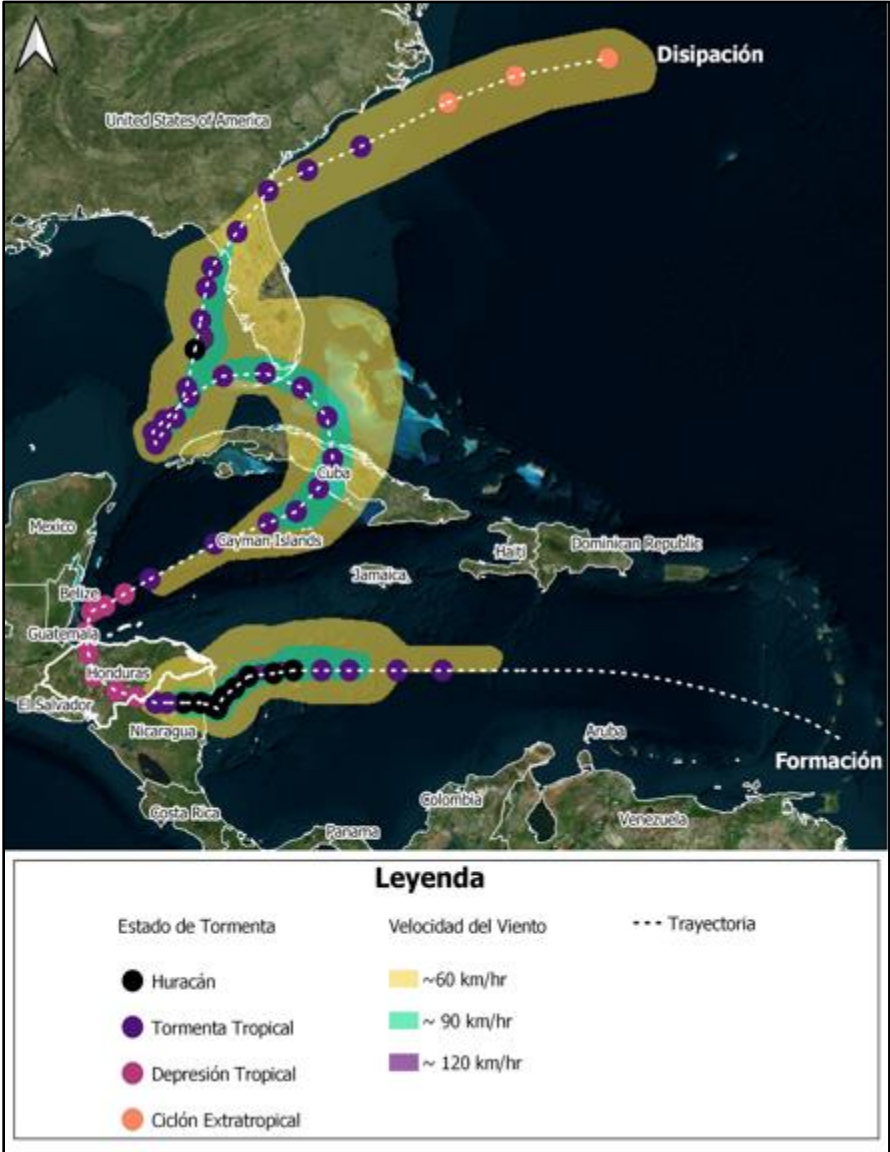 Disipación
United States of America
Cuba
Mexico
Cayman Islands
Haiti
Dominican Republic
Jamaica
Belize
Guatemala
Honduras
El Salvador
Nicaragua
Aruba
Formación
Costa Rica
Colombia
Venezuela
Panama
Leyenda
Estado de Tormenta
Huracán
Tormenta Tropical
Depresión Tropical
Ciclón Extratropical
Velocidad del Viento
~60 km/hr
~ 90 km/hr
~ 120 km/hr
Trayectoria